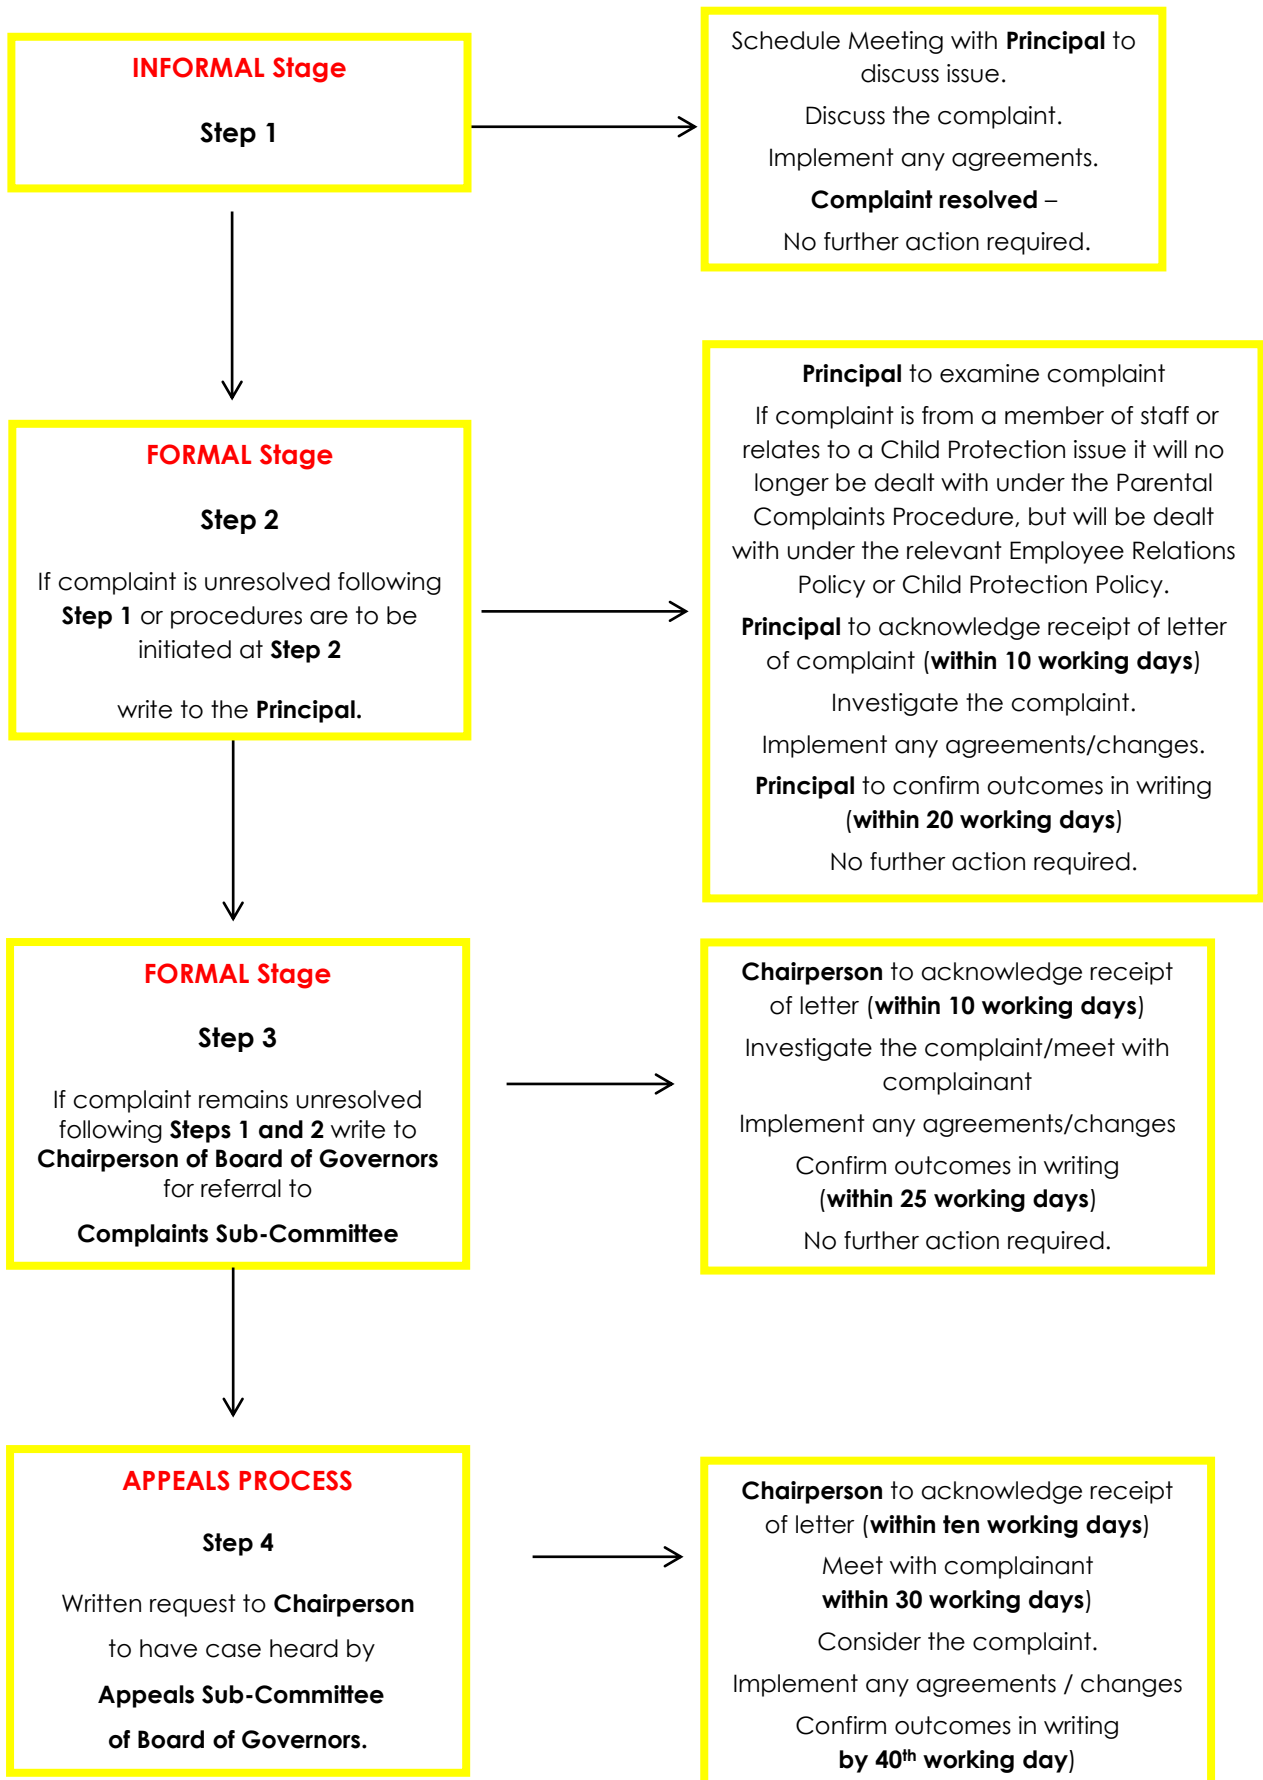 INFORMAL Stage
Step 1
Schedule Meeting with Principal to
discuss issue.
Discuss the complaint.
Implement any agreements.
Complaint resolved –
No further action required.
FORMAL Stage
Step 2
If complaint is unresolved following
Step 1 or procedures are to be
initiated at Step 2
write to the Principal.
Principal to examine complaint
If complaint is from a member of staff or
relates to a Child Protection issue it will no
longer be dealt with under the Parental
Complaints Procedure, but will be dealt
with under the relevant Employee Relations
Policy or Child Protection Policy.
Principal to acknowledge receipt of letter
of complaint (within 10 working days)
Investigate the complaint.
Implement any agreements/changes.
Principal to confirm outcomes in writing
(within 20 working days)
No further action required.
FORMAL Stage
Step 3
If complaint remains unresolved
following Steps 1 and 2 write to
Chairperson of Board of Governors
for referral to
Complaints Sub-Committee
Chairperson to acknowledge receipt
of letter (within 10 working days)
Investigate the complaint/meet with
complainant
Implement any agreements/changes
Confirm outcomes in writing
(within 25 working days)
No further action required.
APPEALS PROCESS
Step 4
Written request to Chairperson
to have case heard by
Appeals Sub-Committee
of Board of Governors.
Chairperson to acknowledge receipt
of letter (within ten working days)
Meet with complainant
within 30 working days)
Consider the complaint.
Implement any agreements / changes
Confirm outcomes in writing
by 40th working day)